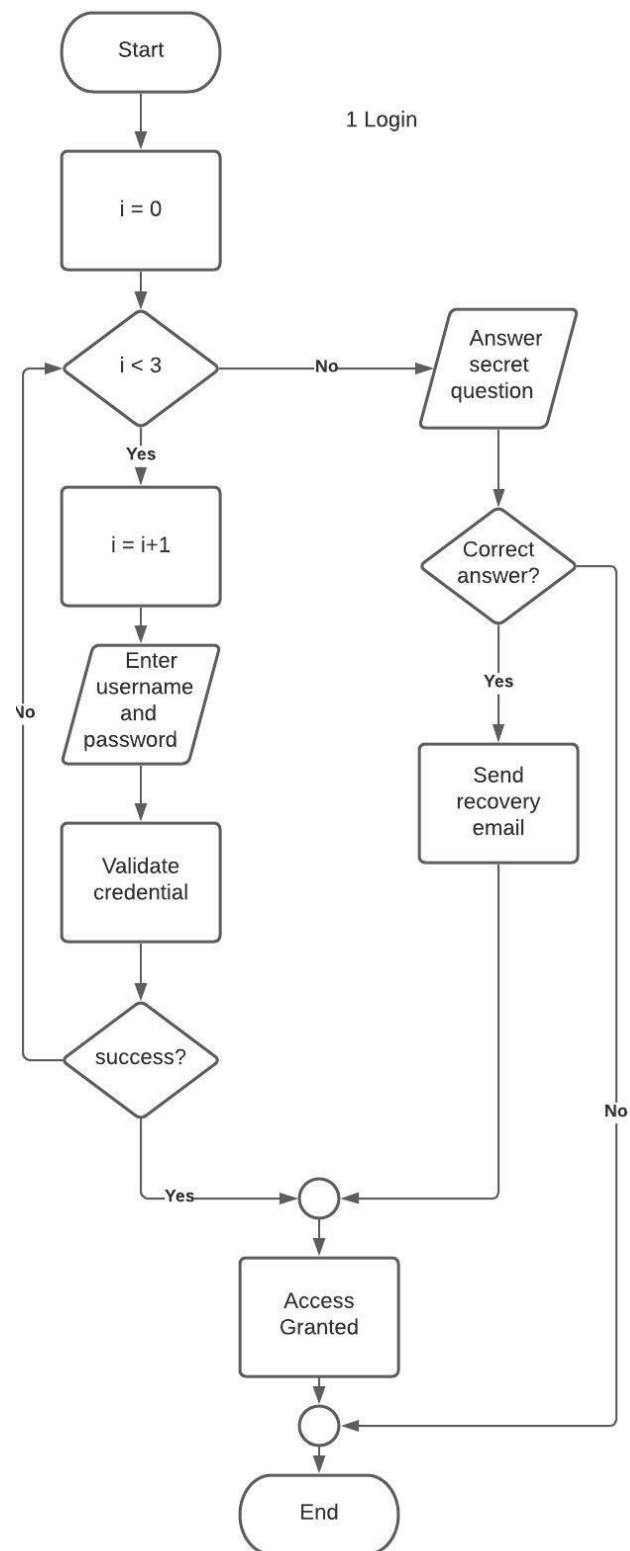 Start
1 Login
i = 0
i < 3
No
Answer
secret
question
Yes
i = i+1
Correct
answer?
Enter
username
and
password
Yes
No
Send
recovery
email
Validate
credential
success?
No
Yes
Access
Granted
End